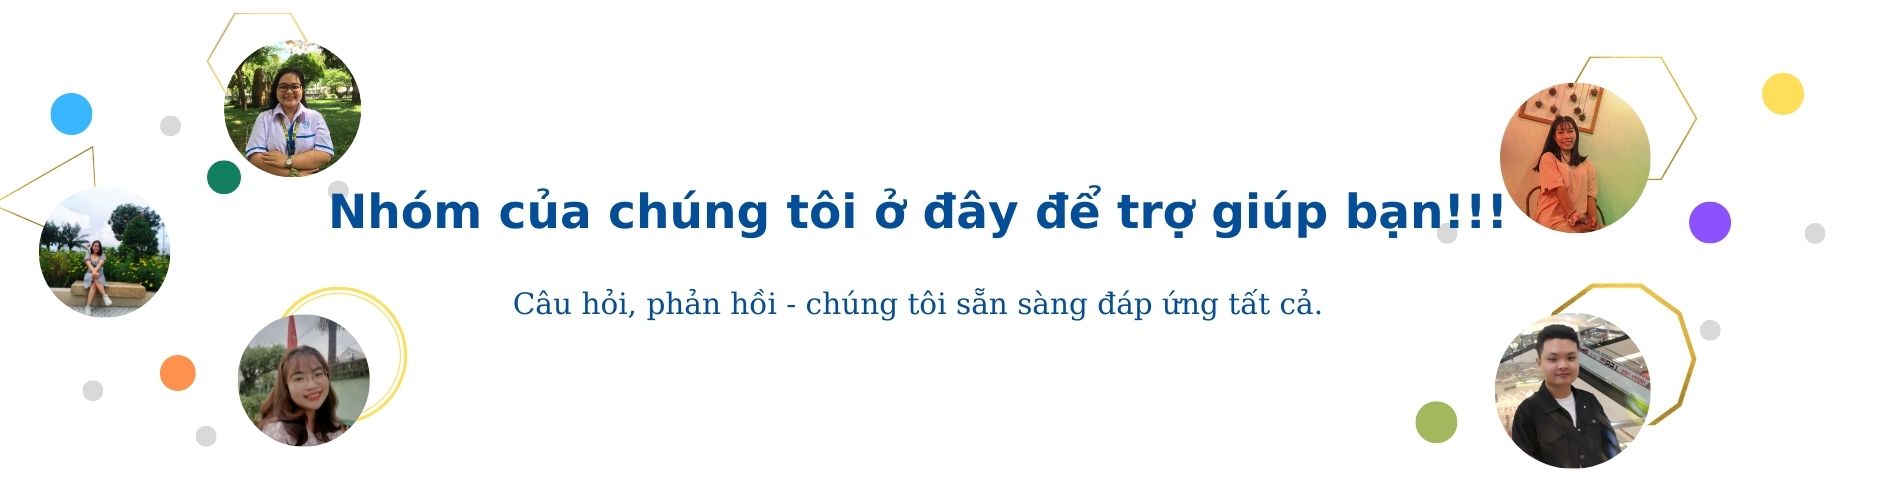 Nhóm của chúng tôi ở đây để trợ giúp bạn!!!
Câu hỏi, phản hồi - chúng tôi sẵn sàng đáp ứng tất cả.